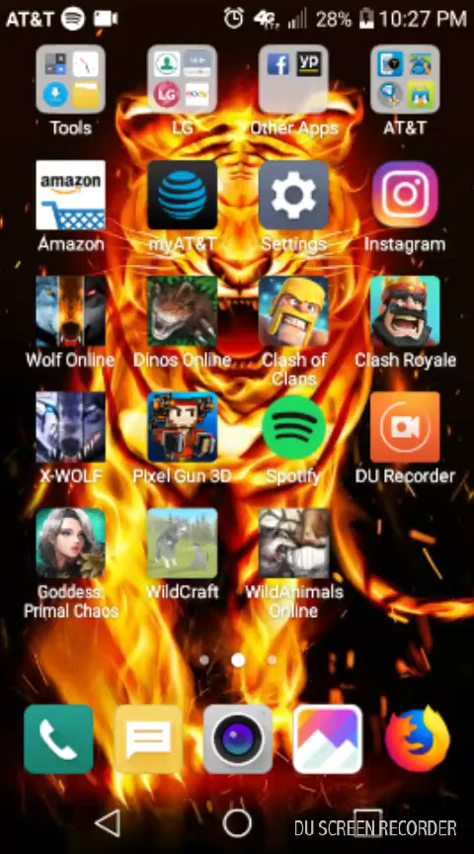 AT&T 4G 28% 10:27 PM
Tools LG Other Apps AT&T
amazon
Amazon myAT&T Settings Instagram
Wolf Online Dinos Online Clash of Clans Clash Royale
X-WOLF Pixel Gun 3D Spotify DU Recorder
Goddess: Primal Chaos WildCraft WildAnimals Online
DU SCREEN RECORDER